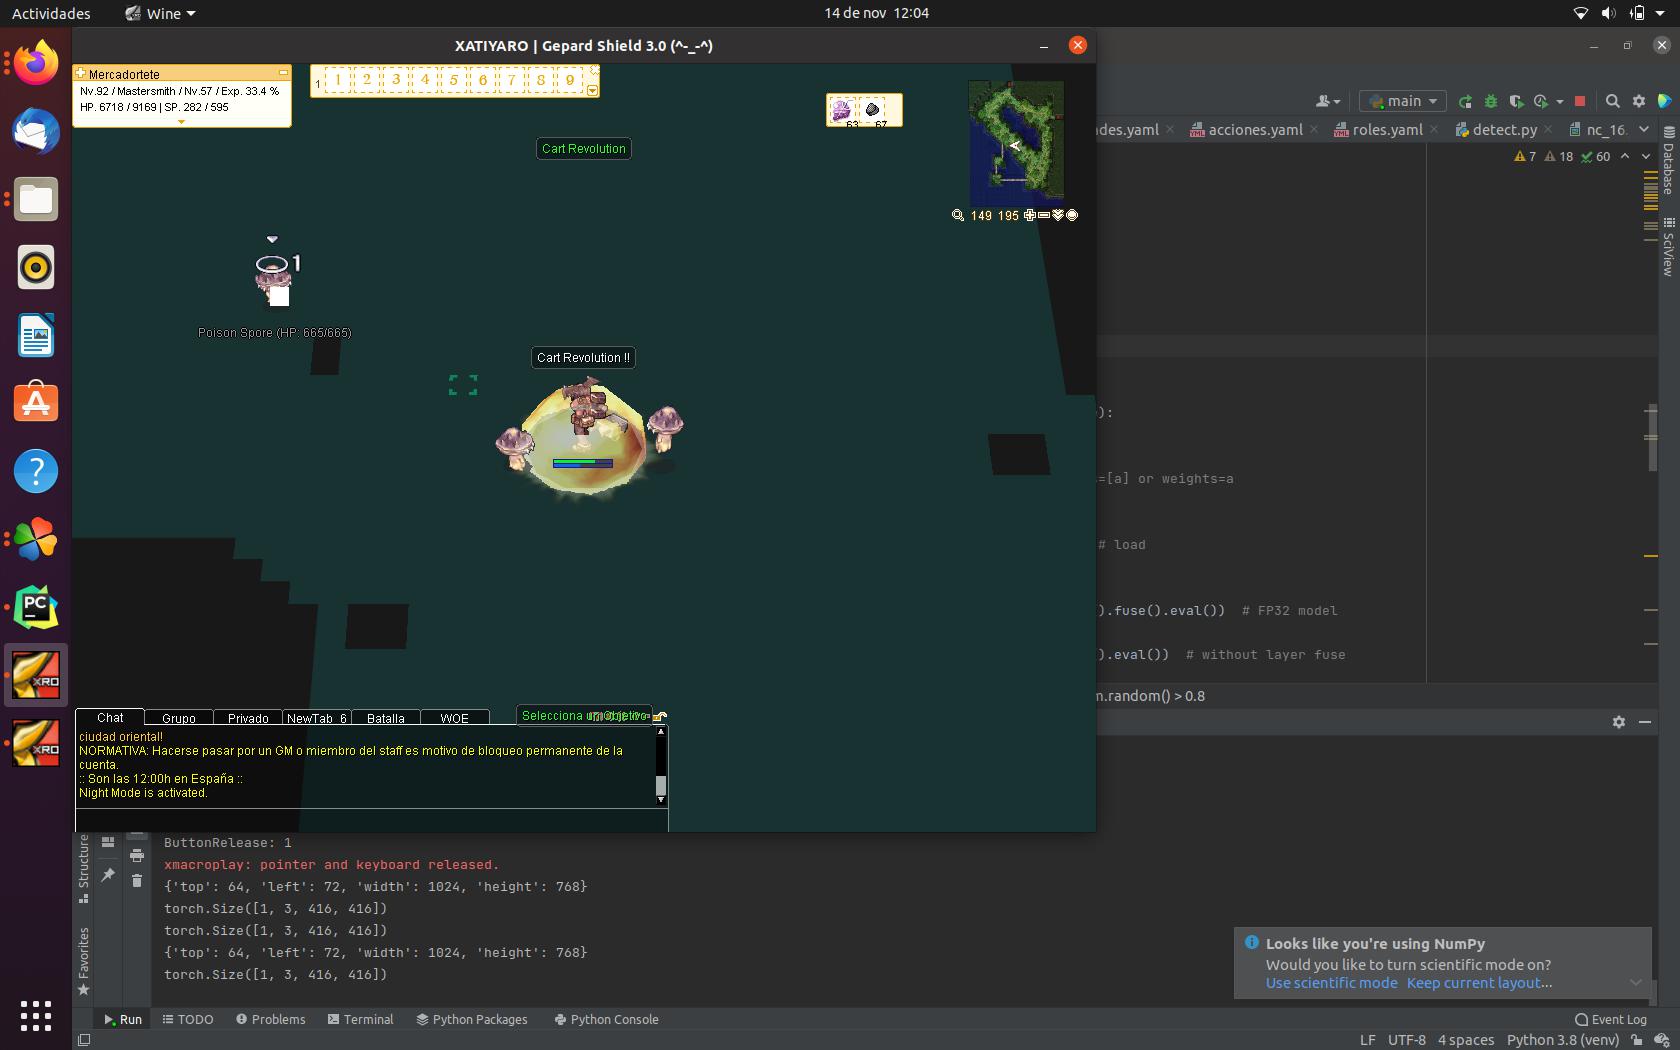 Actividades
Wine
14 de nov 12:04
XATIYARO | Gepard Shield 3.0 (^-_-^)
Mercadortete
Nv.92 / Mastersmith / Nv.57 / Exp. 33.4 %
HP. 6718 / 9169 | SP. 282 / 595
1
1 2 3 4 5 6 7 8 9
63 67
149 195
Cart Revolution
1
Poison Spore (HP: 665/665)
Cart Revolution !!
Chat
Grupo
Privado
NewTab_6
Batalla
WOE
ciudad oriental!
NORMATIVA: Hacerse pasar por un GM o miembro del staff es motivo de bloqueo permanente de la
cuenta.
:: Son las 12:00h en España ::
Night Mode is activated.
main
des.yaml
acciones.yaml
roles.yaml
detect.py
nc_16.
7 18 60
Database
SciView
):
=[a] or weights=a
# load
).fuse().eval()) # FP32 model
).eval()) # without layer fuse
m.random() > 0.8
PC
XRO
XRO
Structure
Favorites
ButtonRelease: 1
xmacroplay: pointer and keyboard released.
{'top': 64, 'left': 72, 'width': 1024, 'height': 768}
torch.Size([1, 3, 416, 416])
torch.Size([1, 3, 416, 416])
{'top': 64, 'left': 72, 'width': 1024, 'height': 768}
torch.Size([1, 3, 416, 416])
Looks like you're using NumPy
Would you like to turn scientific mode on?
Use scientific mode Keep current layout...
Run
TODO
Problems
Terminal
Python Packages
Python Console
Event Log
LF UTF-8 4 spaces Python 3.8 (venv)